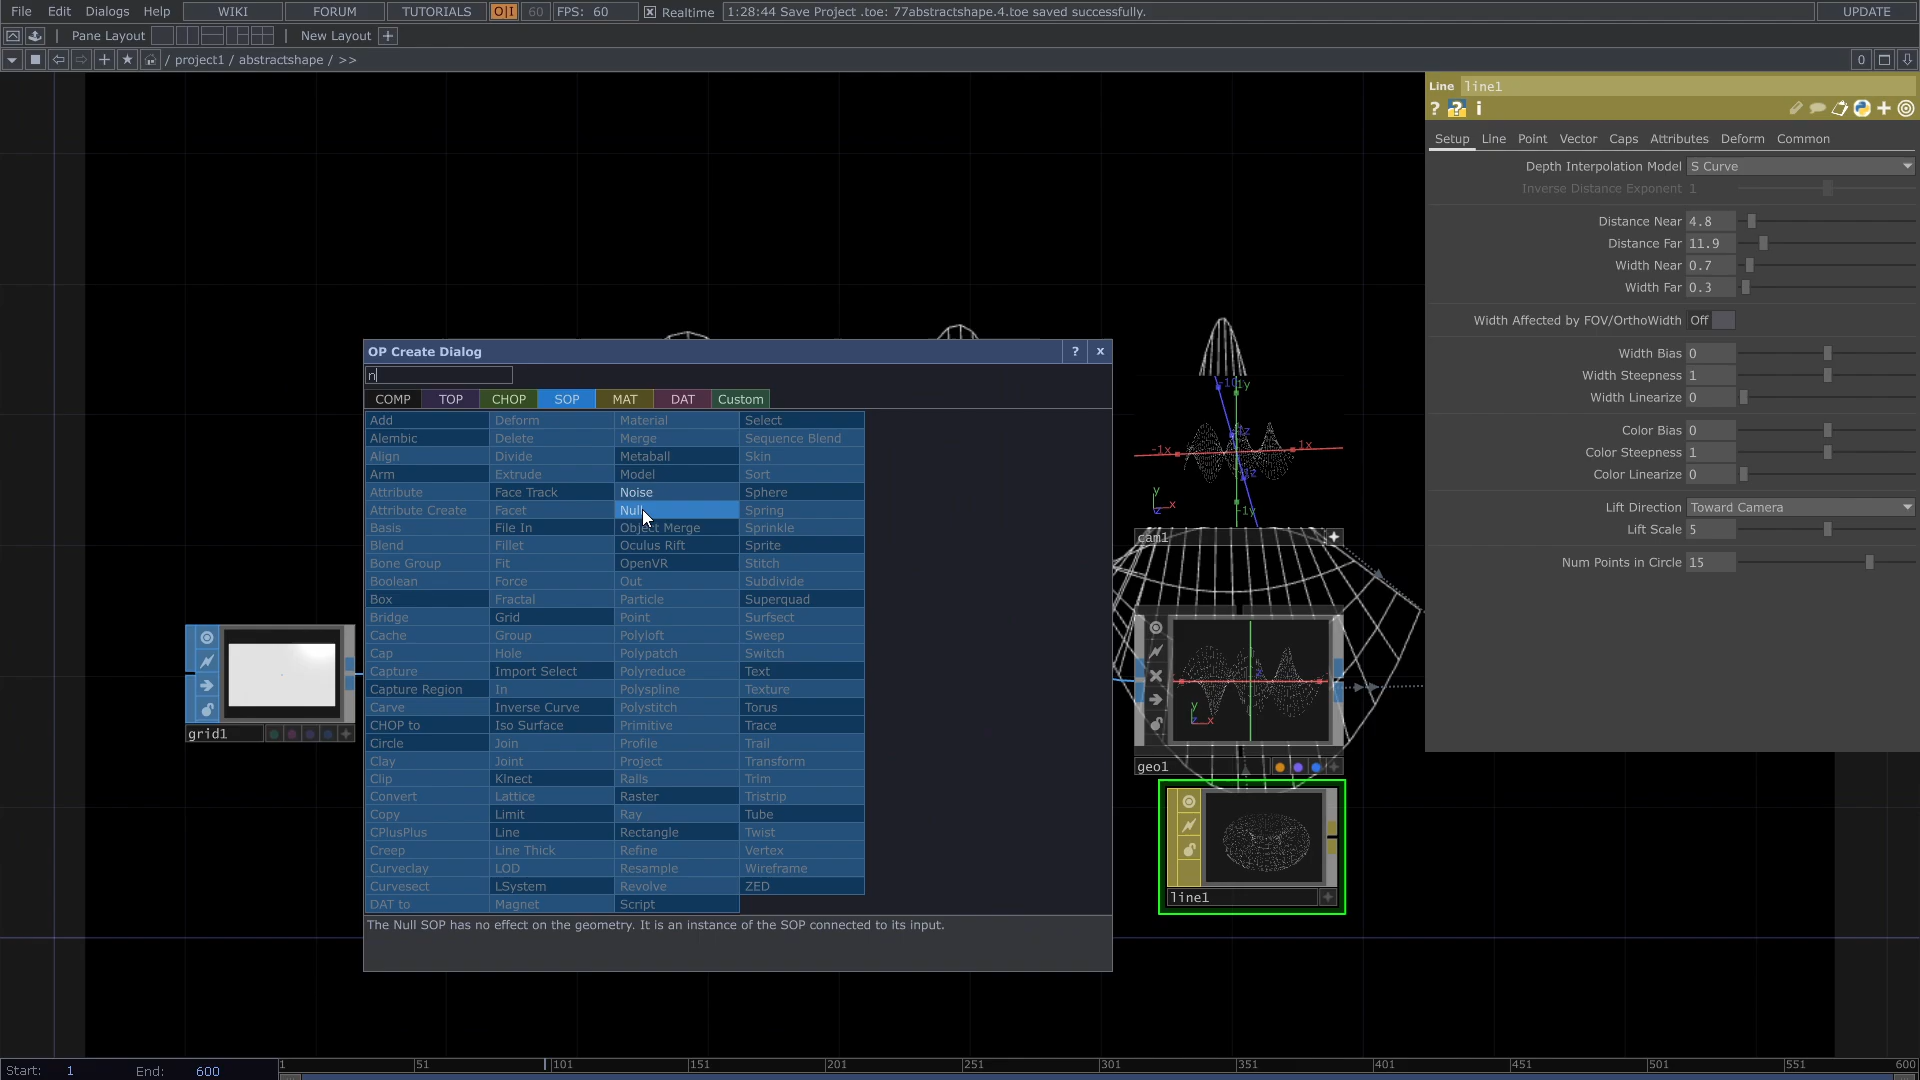 File Edit Dialogs Help WIKI FORUM TUTORIALS O|I 60 FPS: 60 Realtime 1:28:44 Save Project .toe: 77abstractshape.4.toe saved successfully. UPDATE
Pane Layout New Layout
/ project1 / abstractshape / >> 0
Line line1
? ? i
Setup Line Point Vector Caps Attributes Deform Common
Depth Interpolation Model S Curve
Inverse Distance Exponent 1
Distance Near 4.8
Distance Far 11.9
Width Near 0.7
Width Far 0.3
Width Affected by FOV/OrthoWidth Off
Width Bias 0
Width Steepness 1
Width Linearize 0
Color Bias 0
Color Steepness 1
Color Linearize 0
Lift Direction Toward Camera
Lift Scale 5
Num Points in Circle 15
OP Create Dialog ? x
n
COMP TOP CHOP SOP MAT DAT Custom
Add Deform Material Select
Alembic Delete Merge Sequence Blend
Align Divide Metaball Skin
Arm Extrude Model Sort
Attribute Face Track Noise Sphere
Attribute Create Facet Null Spring
Basis File In Object Merge Sprinkle
Blend Fillet Oculus Rift Sprite
Bone Group Fit OpenVR Stitch
Boolean Force Out Subdivide
Box Fractal Particle Superquad
Bridge Grid Point Surfsect
Cache Group Polyloft Sweep
Cap Hole Polypatch Switch
Capture Import Select Polyreduce Text
Capture Region In Polyspline Texture
Carve Inverse Curve Polystitch Torus
CHOP to Iso Surface Primitive Trace
Circle Join Profile Trail
Clay Joint Project Transform
Clip Kinect Rails Trim
Convert Lattice Raster Tristrip
Copy Limit Ray Tube
CPlusPlus Line Rectangle Twist
Creep Line Thick Refine Vertex
Curveclay LOD Resample Wireframe
Curvesect LSystem Revolve ZED
DAT to Magnet Script
The Null SOP has no effect on the geometry. It is an instance of the SOP connected to its input.
1y
-1x 1x
-1y
y
x
cam1
y
x
geo1
line1
grid1
Start: 1 End: 600 1 51 101 151 201 251 301 351 401 451 501 551 600